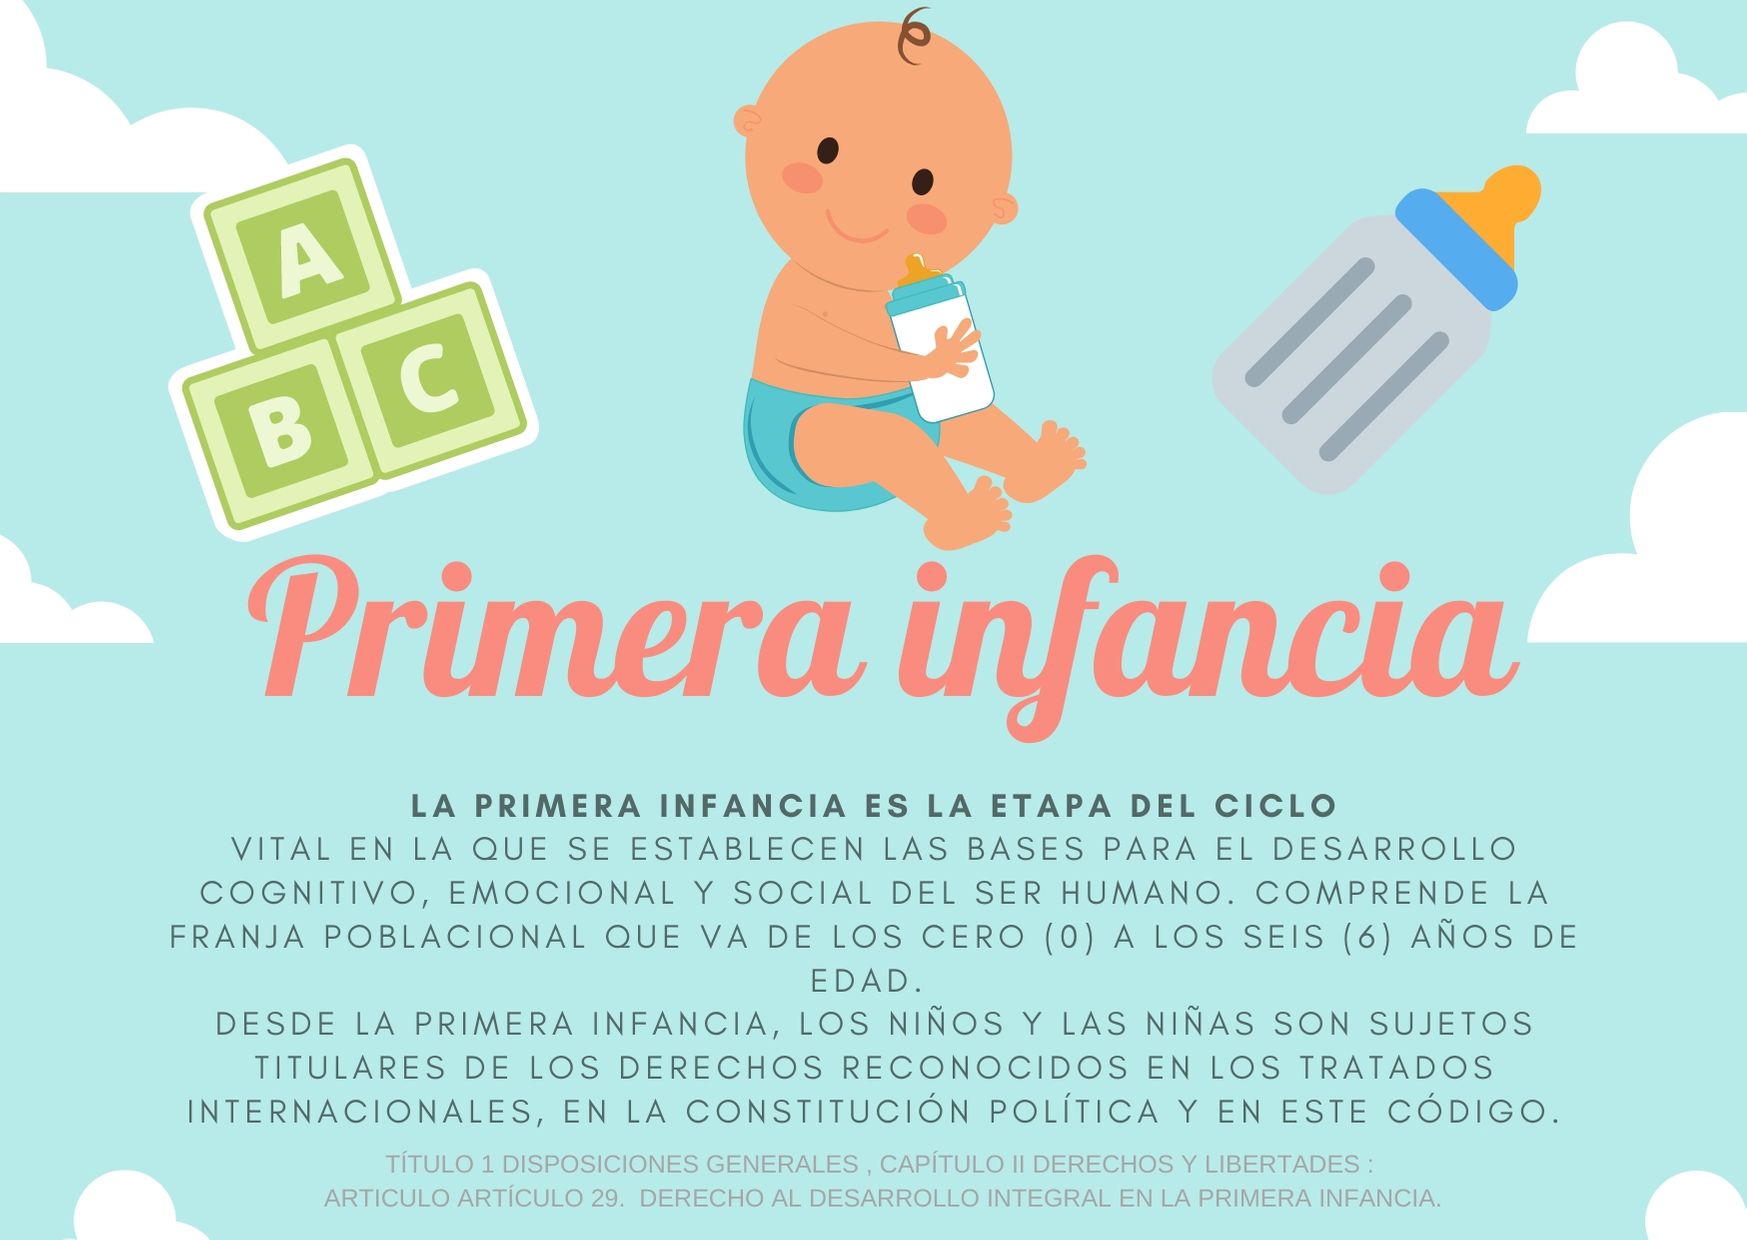 A
B
C
Primera infancia
LA PRIMERA INFANCIA ES LA ETAPA DEL CICLO
VITAL EN LA QUE SE ESTABLECEN LAS BASES PARA EL DESARROLLO
COGNITIVO, EMOCIONAL Y SOCIAL DEL SER HUMANO. COMPRENDE LA
FRANJA POBLACIONAL QUE VA DE LOS CERO (0) A LOS SEIS (6) AÑOS DE
EDAD.
DESDE LA PRIMERA INFANCIA, LOS NIÑOS Y LAS NIÑAS SON SUJETOS
TITULARES DE LOS DERECHOS RECONOCIDOS EN LOS TRATADOS
INTERNACIONALES, EN LA CONSTITUCIÓN POLÍTICA Y EN ESTE CÓDIGO.
TÍTULO 1 DISPOSICIONES GENERALES , CAPÍTULO II DERECHOS Y LIBERTADES :
ARTICULO ARTÍCULO 29. DERECHO AL DESARROLLO INTEGRAL EN LA PRIMERA INFANCIA.